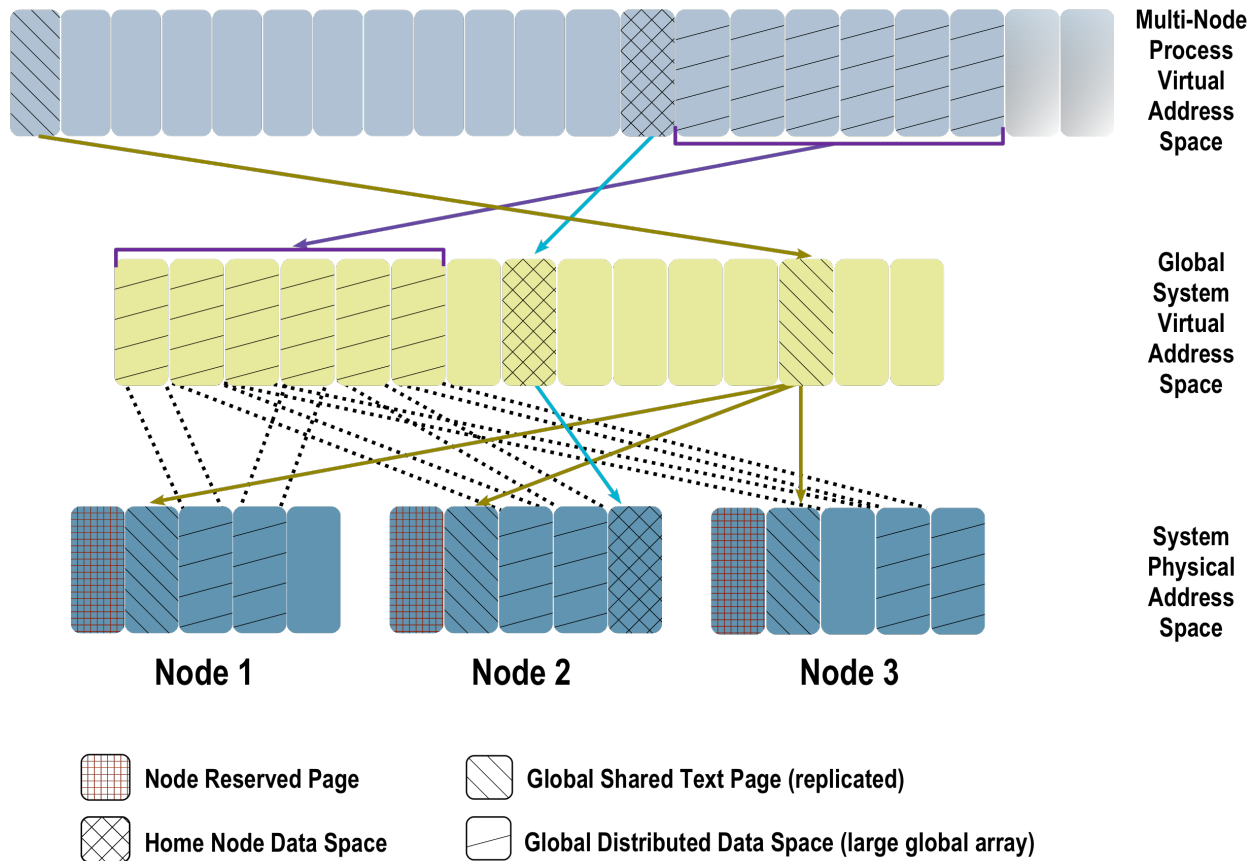 Multi-Node
Process
Virtual
Address
Space
Global
System
Virtual
Address
Space
System
Physical
Address
Space
Node 1
Node 2
Node 3
Node Reserved Page
Global Shared Text Page (replicated)
Home Node Data Space
Global Distributed Data Space (large global array)